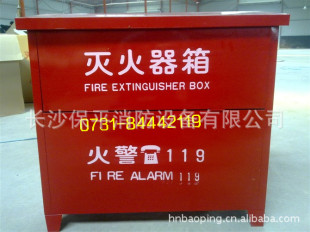 灭火器箱
FIRE EXTINGUISHER BOX
长沙保平消防设备有限公司
0731-84442119
火警☎119
FIRE ALARM 119
hnbaoping.cn.alibaba.com